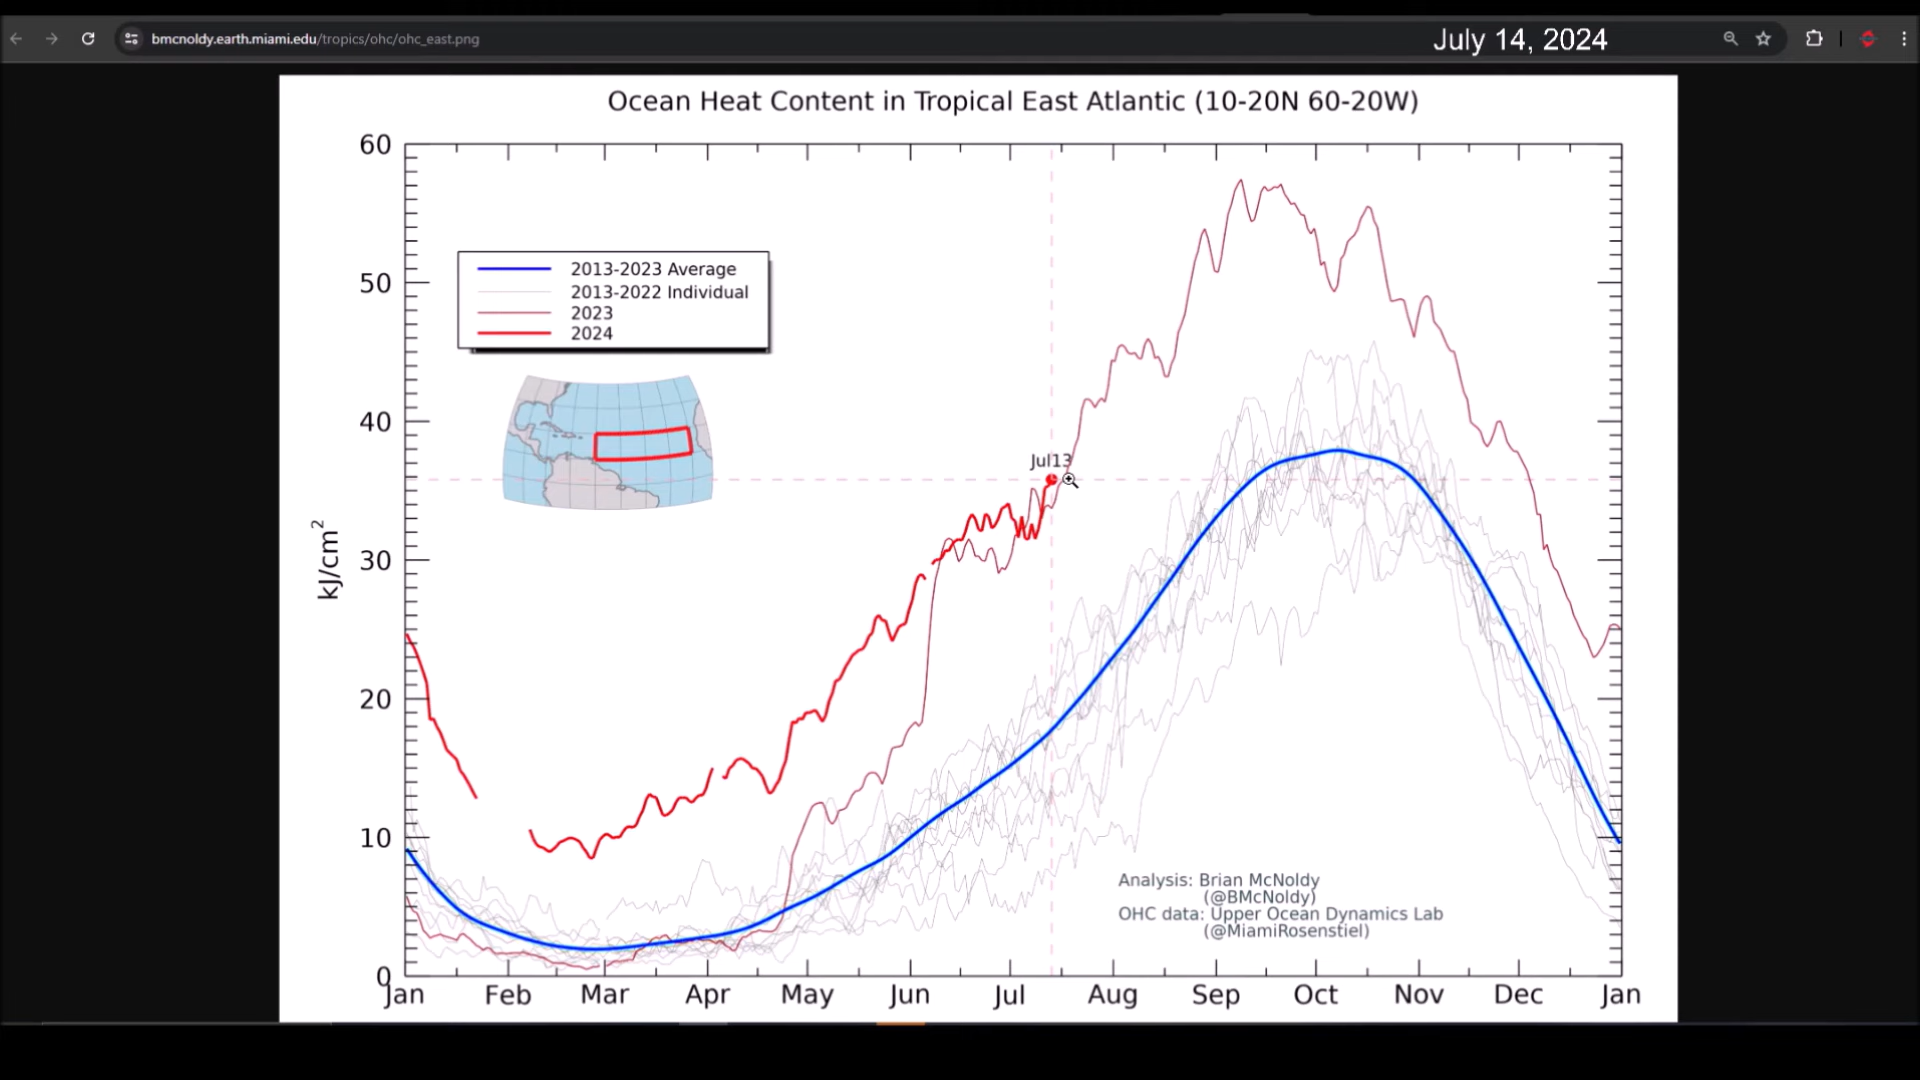 bmcnoldy.earth.miami.edu/tropics/ohc/ohc_east.png
July 14, 2024
Ocean Heat Content in Tropical East Atlantic (10-20N 60-20W)
60
50
40
30
20
10
0
kJ/cm²
2013-2023 Average
2013-2022 Individual
2023
2024
Jul13
Analysis: Brian McNoldy
(@BMcNoldy)
OHC data: Upper Ocean Dynamics Lab
(@MiamiRosenstiel)
Jan Feb Mar Apr May Jun Jul Aug Sep Oct Nov Dec Jan